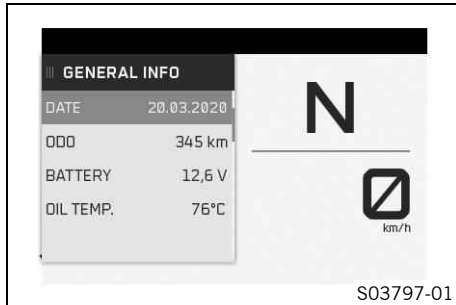 GENERAL INFO
DATE 20.03.2020
ODO 345 km
BATTERY 12,6 V
OIL TEMP. 76°C
N
0
km/h
S03797-01